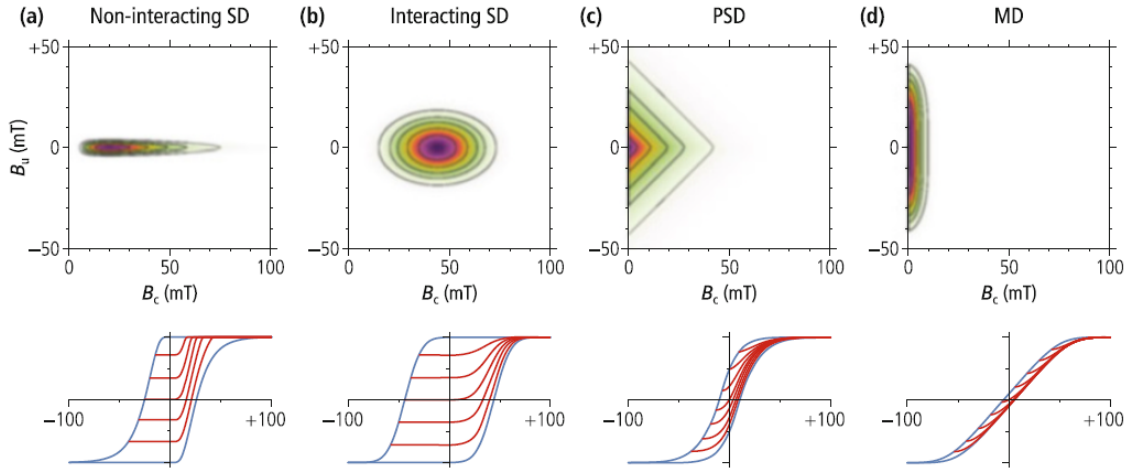 (a) Non-interacting SD
(b) Interacting SD
(c) PSD
(d) MD
+50
0
−50
B_u (mT)
0 50 100
B_c (mT)
+50
0
−50
0 50 100
B_c (mT)
+50
0
−50
0 50 100
B_c (mT)
+50
0
−50
0 50 100
B_c (mT)
−100 +100
−100 +100
−100 +100
−100 +100